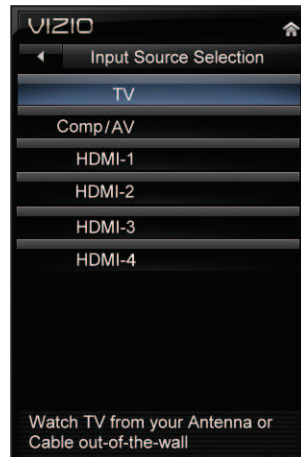 VIZIO
Input Source Selection
TV
Comp/AV
HDMI-1
HDMI-2
HDMI-3
HDMI-4
Watch TV from your Antenna or
Cable out-of-the-wall